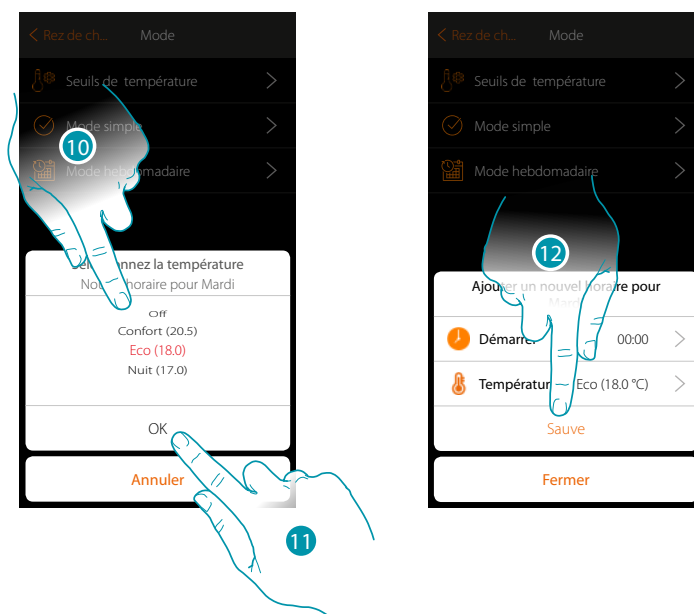 Rez de ch... Mode
Seuils de température
Mode simple
Mode hebdomadaire
10
nnez la température
horaire pour Mardi
Off
Confort (20.5)
Eco (18.0)
Nuit (17.0)
OK
Annuler
11
Rez de ch... Mode
Seuils de température
Mode simple
Mode hebdomadaire
12
Ajouter un nouvel horaire pour
Mardi
Démarrer 00:00
Températur Eco (18.0 °C)
Sauve
Fermer